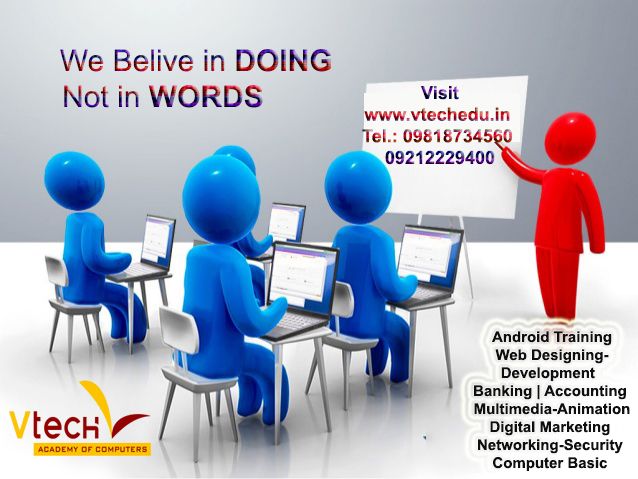 We Belive in DOING
Not in WORDS
Visit
www.vtechedu.in
Tel.: 09818734560
09212229400
Android Training
Web Designing-
Development
Banking | Accounting
Multimedia-Animation
Digital Marketing
Networking-Security
Computer Basic
Vtech
ACADEMY OF COMPUTERS